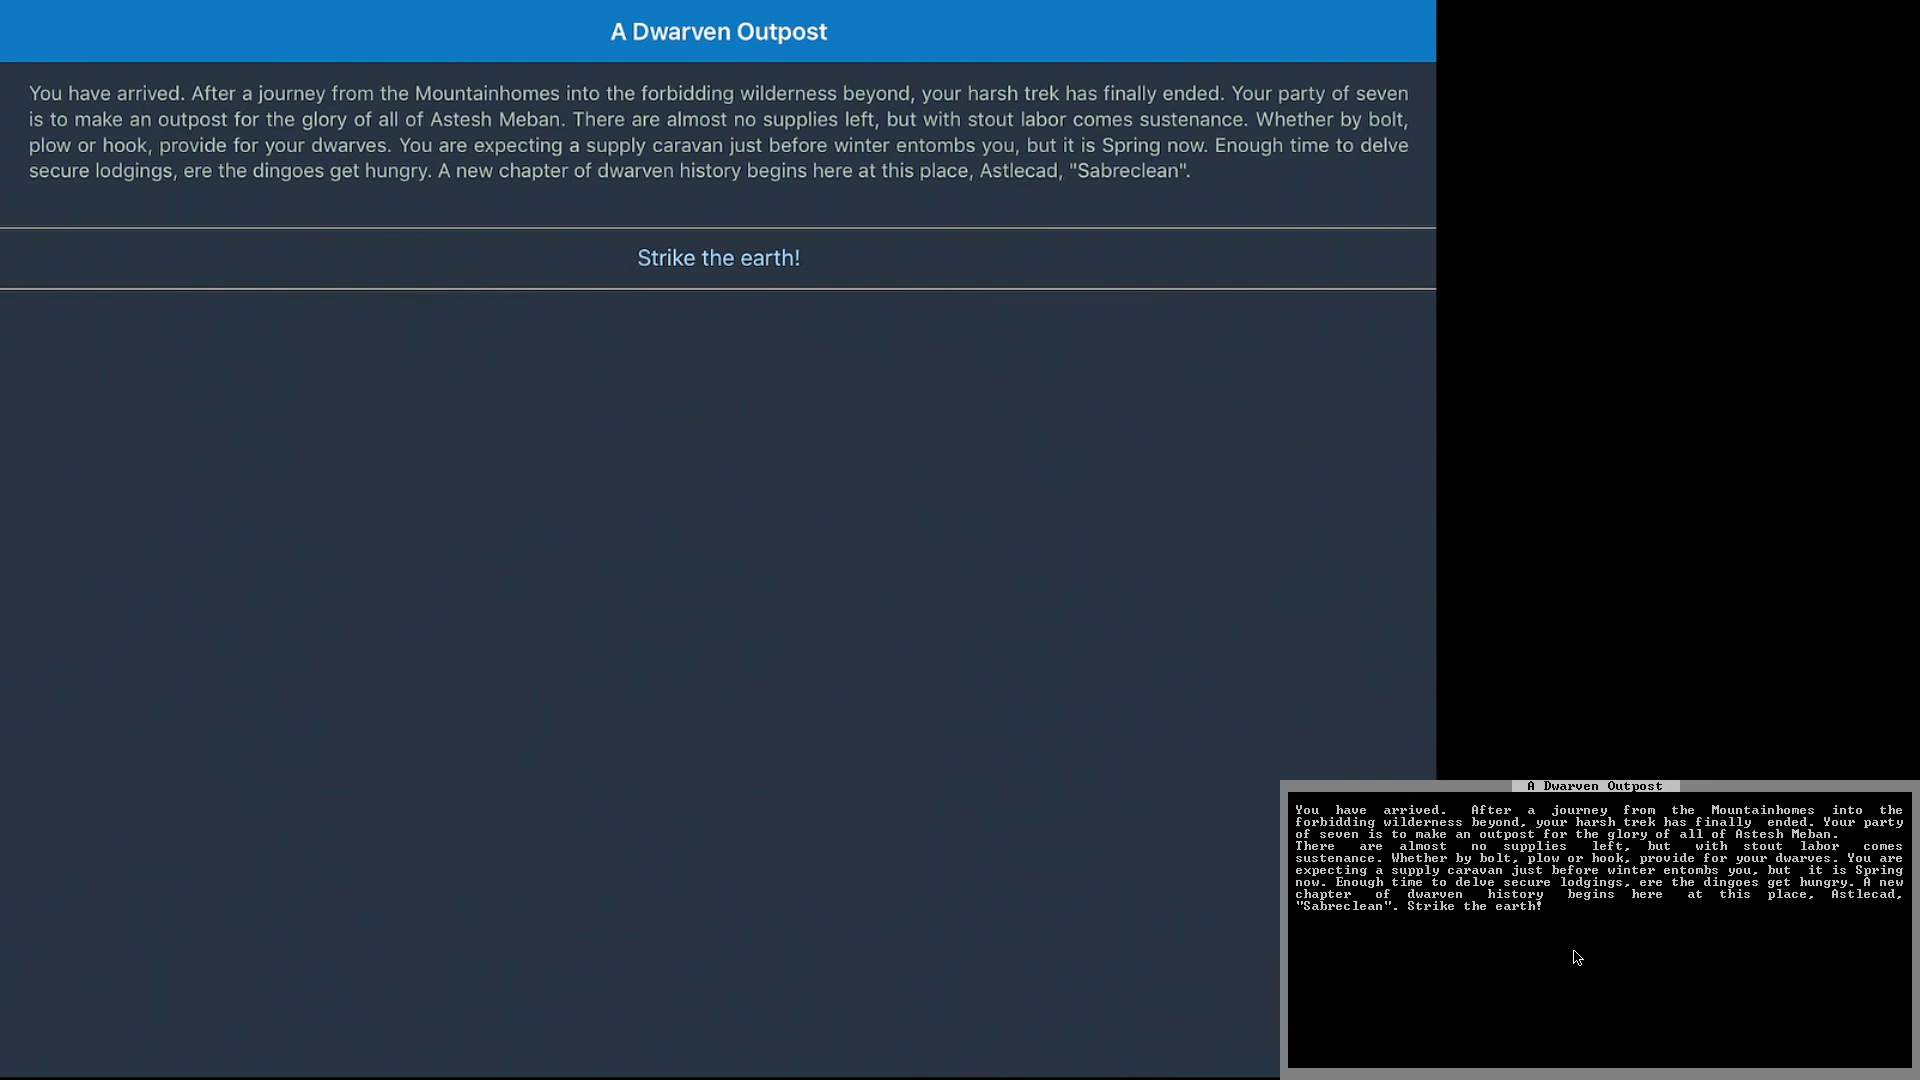 A Dwarven Outpost
You have arrived. After a journey from the Mountainhomes into the forbidding wilderness beyond, your harsh trek has finally ended. Your party of seven
is to make an outpost for the glory of all of Astesh Meban. There are almost no supplies left, but with stout labor comes sustenance. Whether by bolt,
plow or hook, provide for your dwarves. You are expecting a supply caravan just before winter entombs you, but it is Spring now. Enough time to delve
secure lodgings, ere the dingoes get hungry. A new chapter of dwarven history begins here at this place, Astlecad, "Sabreclean".
Strike the earth!
A Dwarven Outpost
You have arrived. After a journey from the Mountainhomes into the
forbidding wilderness beyond, your harsh trek has finally ended. Your party
of seven is to make an outpost for the glory of all of Astesh Meban.
There are almost no supplies left, but with stout labor comes
sustenance. Whether by bolt, plow or hook, provide for your dwarves. You are
expecting a supply caravan just before winter entombs you, but it is Spring
now. Enough time to delve secure lodgings, ere the dingoes get hungry. A new
chapter of dwarven history begins here at this place, Astlecad,
"Sabreclean". Strike the earth!